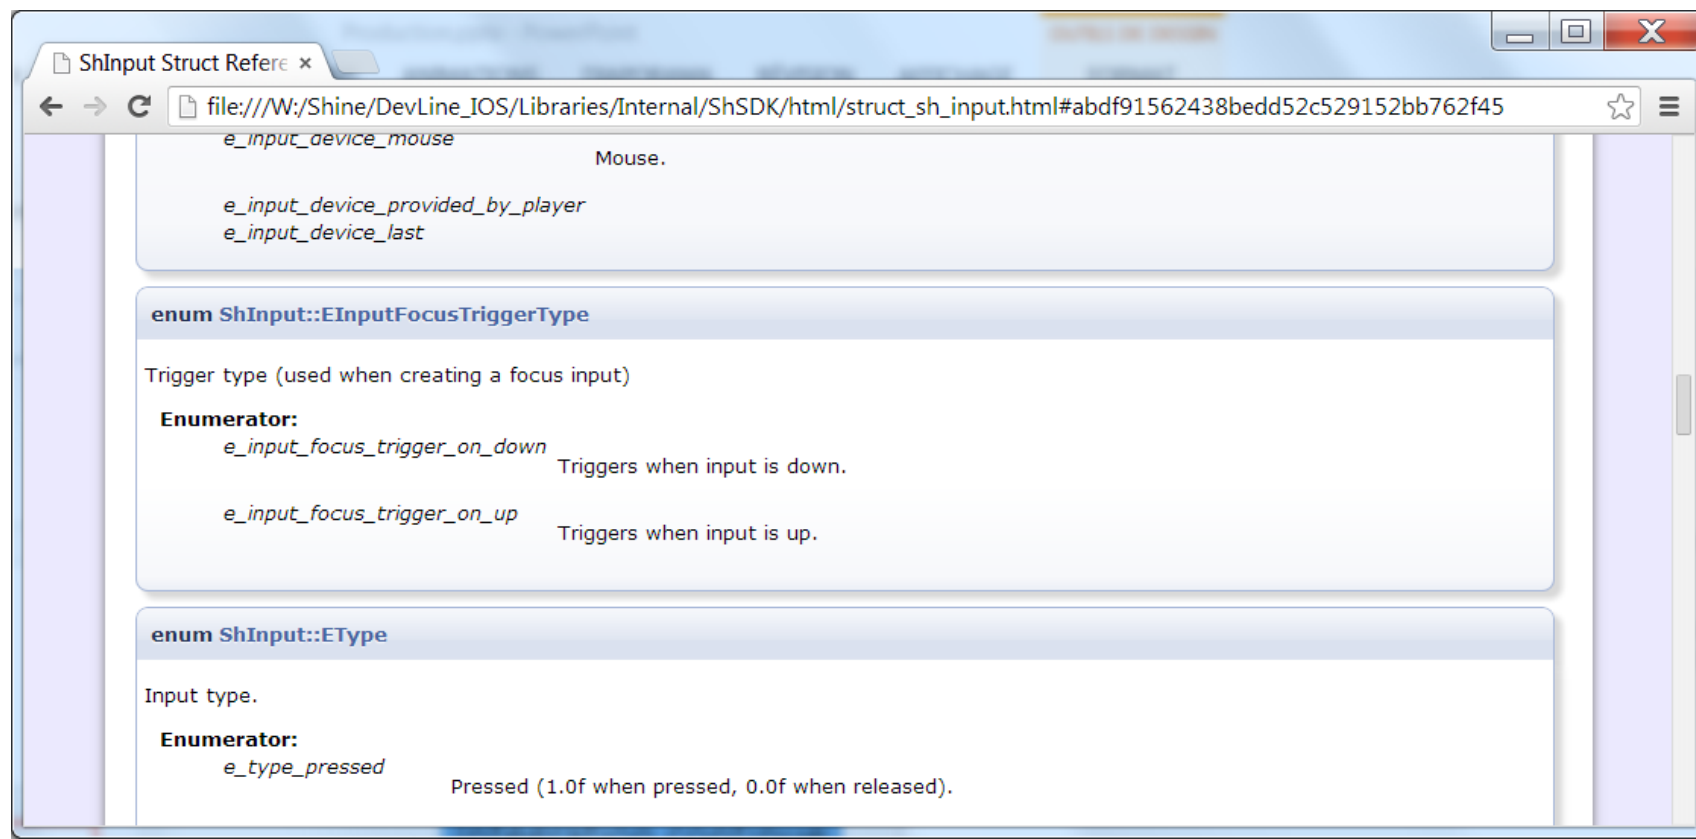 ShInput Struct Refere ×
file:///W:/Shine/DevLine_IOS/Libraries/Internal/ShSDK/html/struct_sh_input.html#abdf91562438bedd52c529152bb762f45
e_input_device_mouse
Mouse.
e_input_device_provided_by_player
e_input_device_last
enum ShInput::EInputFocusTriggerType
Trigger type (used when creating a focus input)
Enumerator:
e_input_focus_trigger_on_down
Triggers when input is down.
e_input_focus_trigger_on_up
Triggers when input is up.
enum ShInput::EType
Input type.
Enumerator:
e_type_pressed
Pressed (1.0f when pressed, 0.0f when released).